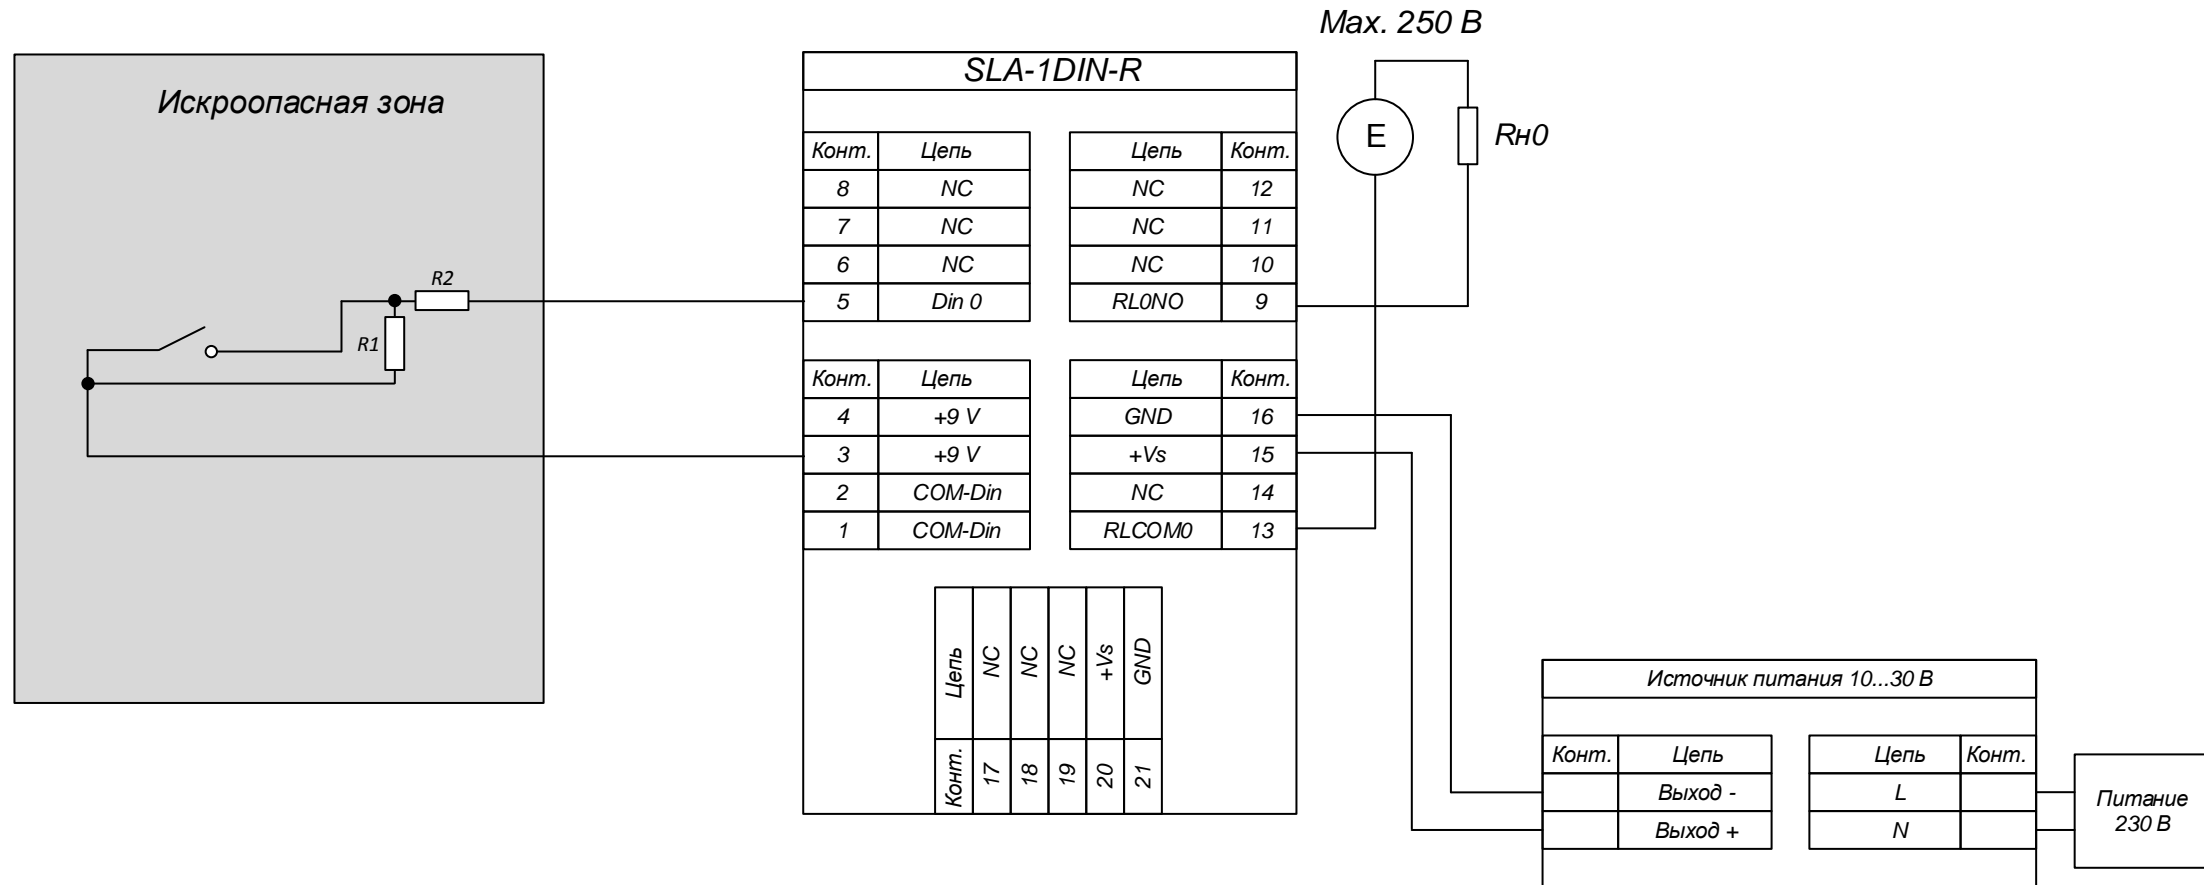 Max. 250 В
SLA-1DIN-R
Искроопасная зона
E
Rн0
Конт. Цепь Цепь Конт.
8 NC NC 12
7 NC NC 11
6 NC NC 10
5 Din 0 RL0NO 9
R2
R1
Конт. Цепь Цепь Конт.
4 +9 V GND 16
3 +9 V +Vs 15
2 COM-Din NC 14
1 COM-Din RLCOM0 13
Цепь NC NC NC +Vs GND
Конт. 17 18 19 20 21
Источник питания 10...30 В
Конт. Цепь Цепь Конт.
Выход - L
Выход + N
Питание
230 В